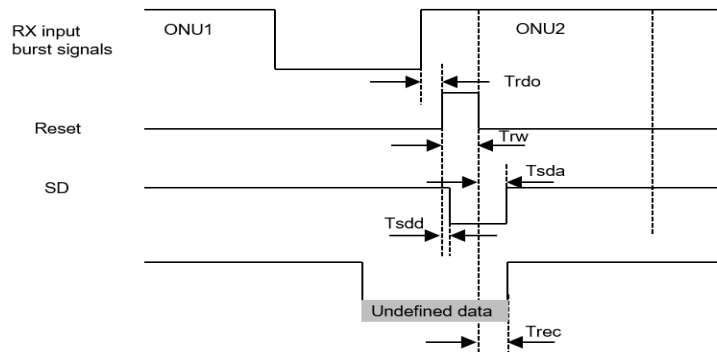 RX input
burst signals
ONU1
ONU2
Trdo
Reset
Trw
Tsda
SD
Tsdd
Undefined data
Trec